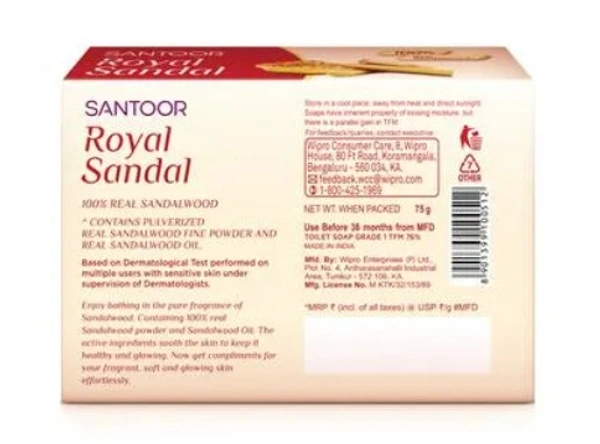 SANTOOR
Royal
Sandal
100%
SANTOOR
Royal
Sandal
100% REAL SANDALWOOD
^ CONTAINS PULVERIZED
REAL SANDALWOOD FINE POWDER AND
REAL SANDALWOOD OIL.
Based on Dermatological Test performed on
multiple users with sensitive skin under
supervision of Dermatologists.
Enjoy bathing in the pure fragrance of
Sandalwood. Containing 100% real
Sandalwood powder and Sandalwood Oil. The
active ingredients sooth the skin to keep it
healthy and glowing. Now get compliments for
your fragrant, soft and glowing skin
effortlessly.
Store in a cool place, away from heat and direct sunlight.
Soaps have inherent property of loosing moisture, but
there is a parallel gain in TFM
For feedback/queries, contact executive
Wipro Consumer Care, 8, Wipro
House, 80 Ft Road, Koramangala,
Bengaluru - 560 034, KA.
feedback.wcc@wipro.com
1-800-425-1969
NET WT. WHEN PACKED 75 g
Use Before 36 months from MFD
TOILET SOAP GRADE 1 TFM 76%
MADE IN INDIA
Mfd. By: Wipro Enterprises (P) Ltd.,
Plot No. 4, Antharasanahalli Industrial
Area, Tumkur - 572 106. KA.
Mfg. License No. M KTK/32/153/89
*MRP ₹ (incl. of all taxes) @ USP ₹/g #MFD
7
OTHER
8901399100512